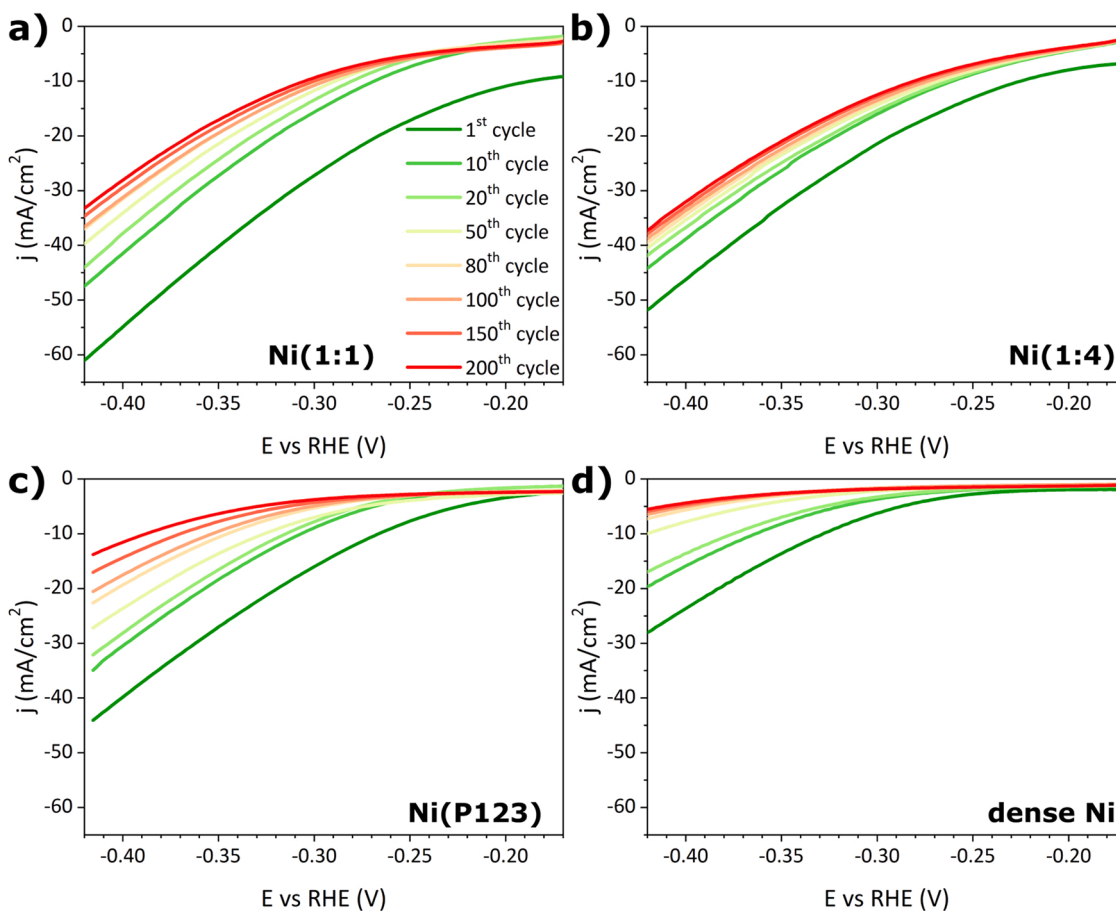 a)
0
-10
-20
-30
-40
-50
-60
j (mA/cm²)
1st cycle
10th cycle
20th cycle
50th cycle
80th cycle
100th cycle
150th cycle
200th cycle
Ni(1:1)
-0.40 -0.35 -0.30 -0.25 -0.20
E vs RHE (V)
b)
0
-10
-20
-30
-40
-50
-60
j (mA/cm²)
Ni(1:4)
-0.40 -0.35 -0.30 -0.25 -0.20
E vs RHE (V)
c)
0
-10
-20
-30
-40
-50
-60
j (mA/cm²)
Ni(P123)
-0.40 -0.35 -0.30 -0.25 -0.20
E vs RHE (V)
d)
0
-10
-20
-30
-40
-50
-60
j (mA/cm²)
dense Ni
-0.40 -0.35 -0.30 -0.25 -0.20
E vs RHE (V)